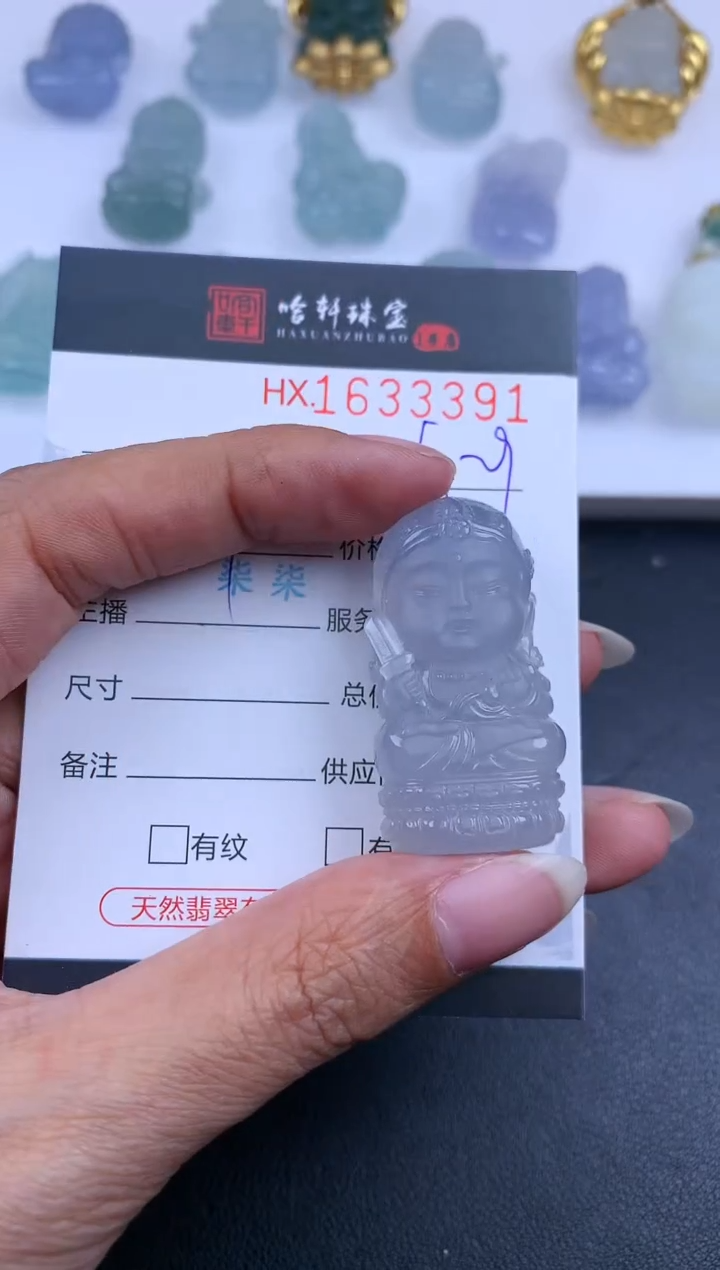 哈轩珠宝
HAXUANZHUBAO
HX.1633391
价格
柒柒
主播 服务
尺寸 总
备注 供应
有纹 有
天然翡翠